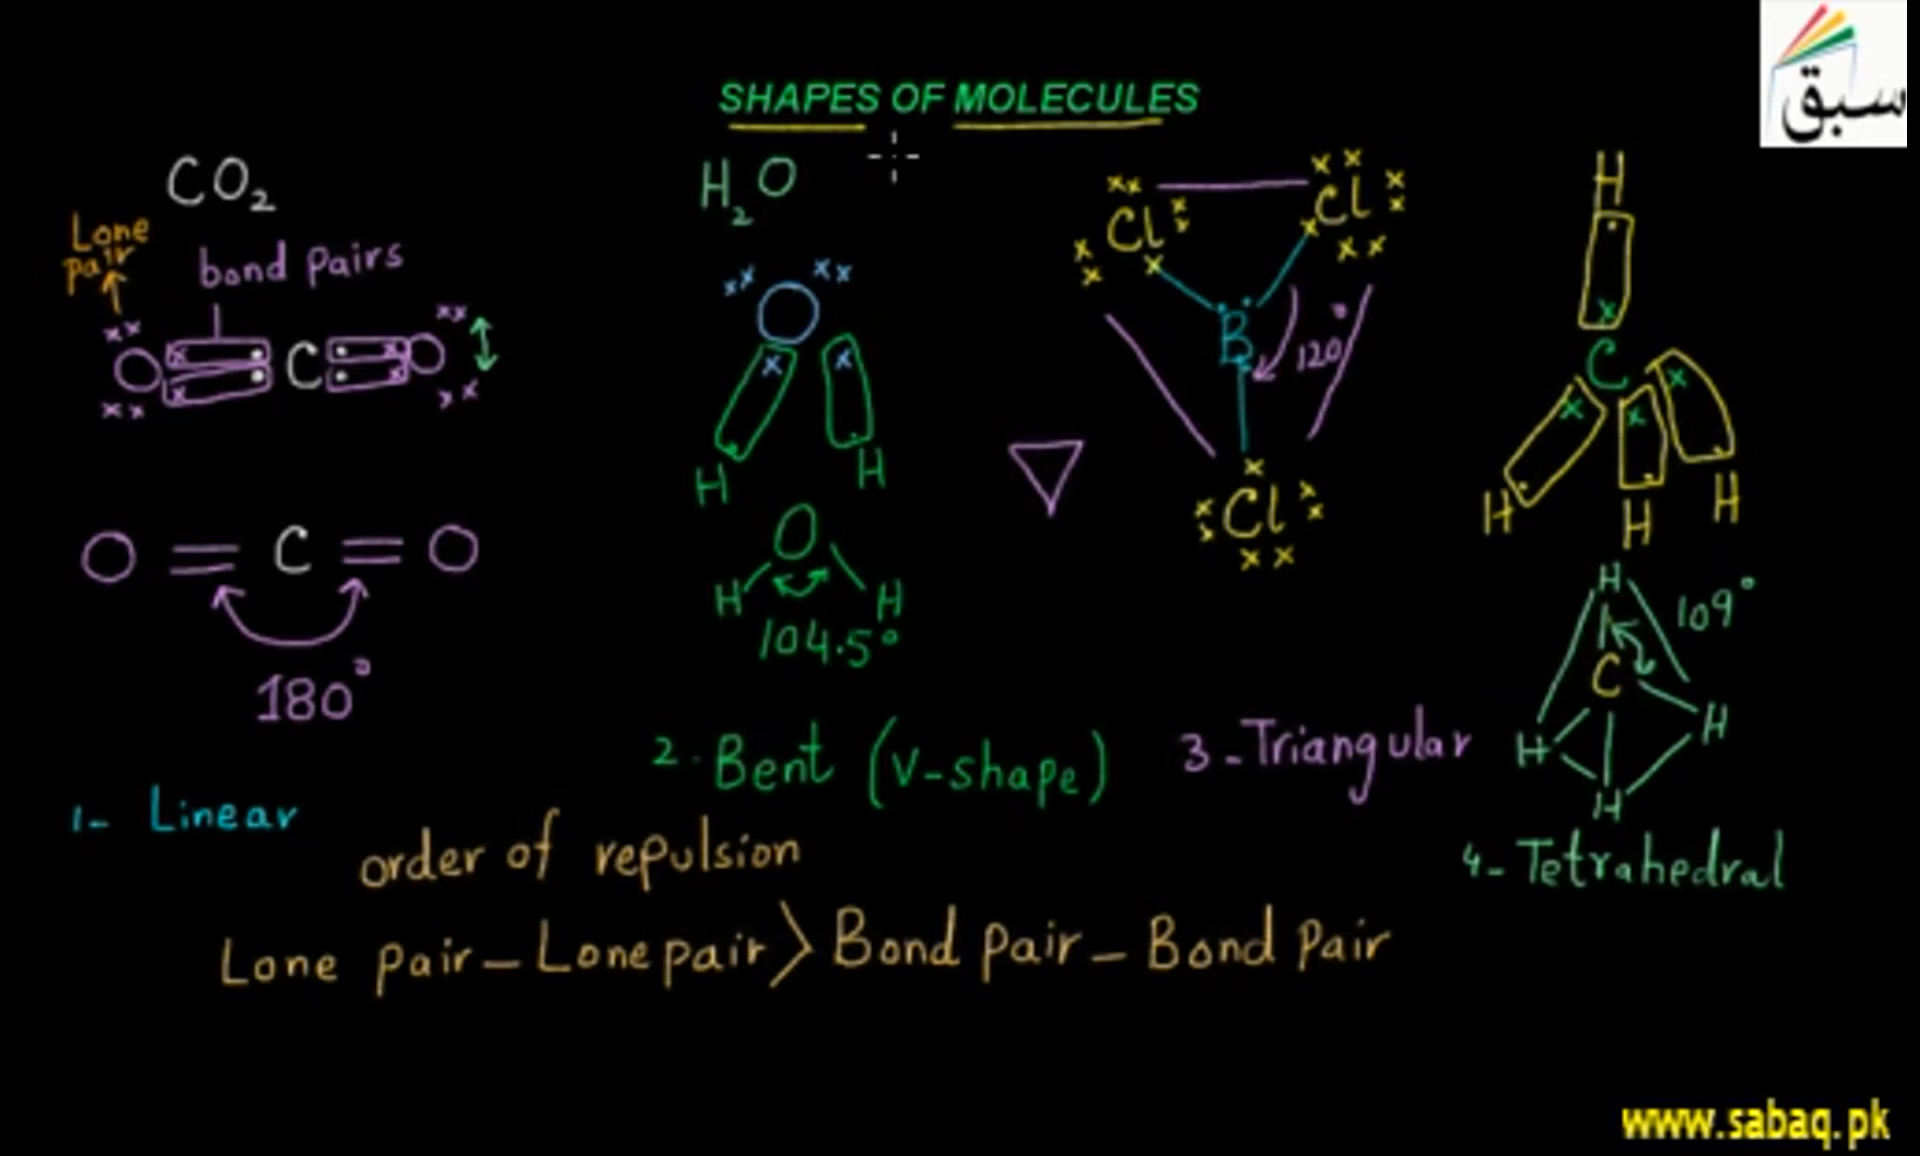 SHAPES OF MOLECULES
سبق
CO2
Lone pair
bond pairs
O C O
O = C = O
180°
1- Linear
H2O
H H
O
H H
104.5°
2. Bent (V-shape)
Cl Cl
B
120°
Cl
3-Triangular
H
C
H H H
H
109°
C
H H
H
4-Tetrahedral
order of repulsion
Lone pair - Lone pair > Bond pair - Bond pair
www.sabaq.pk